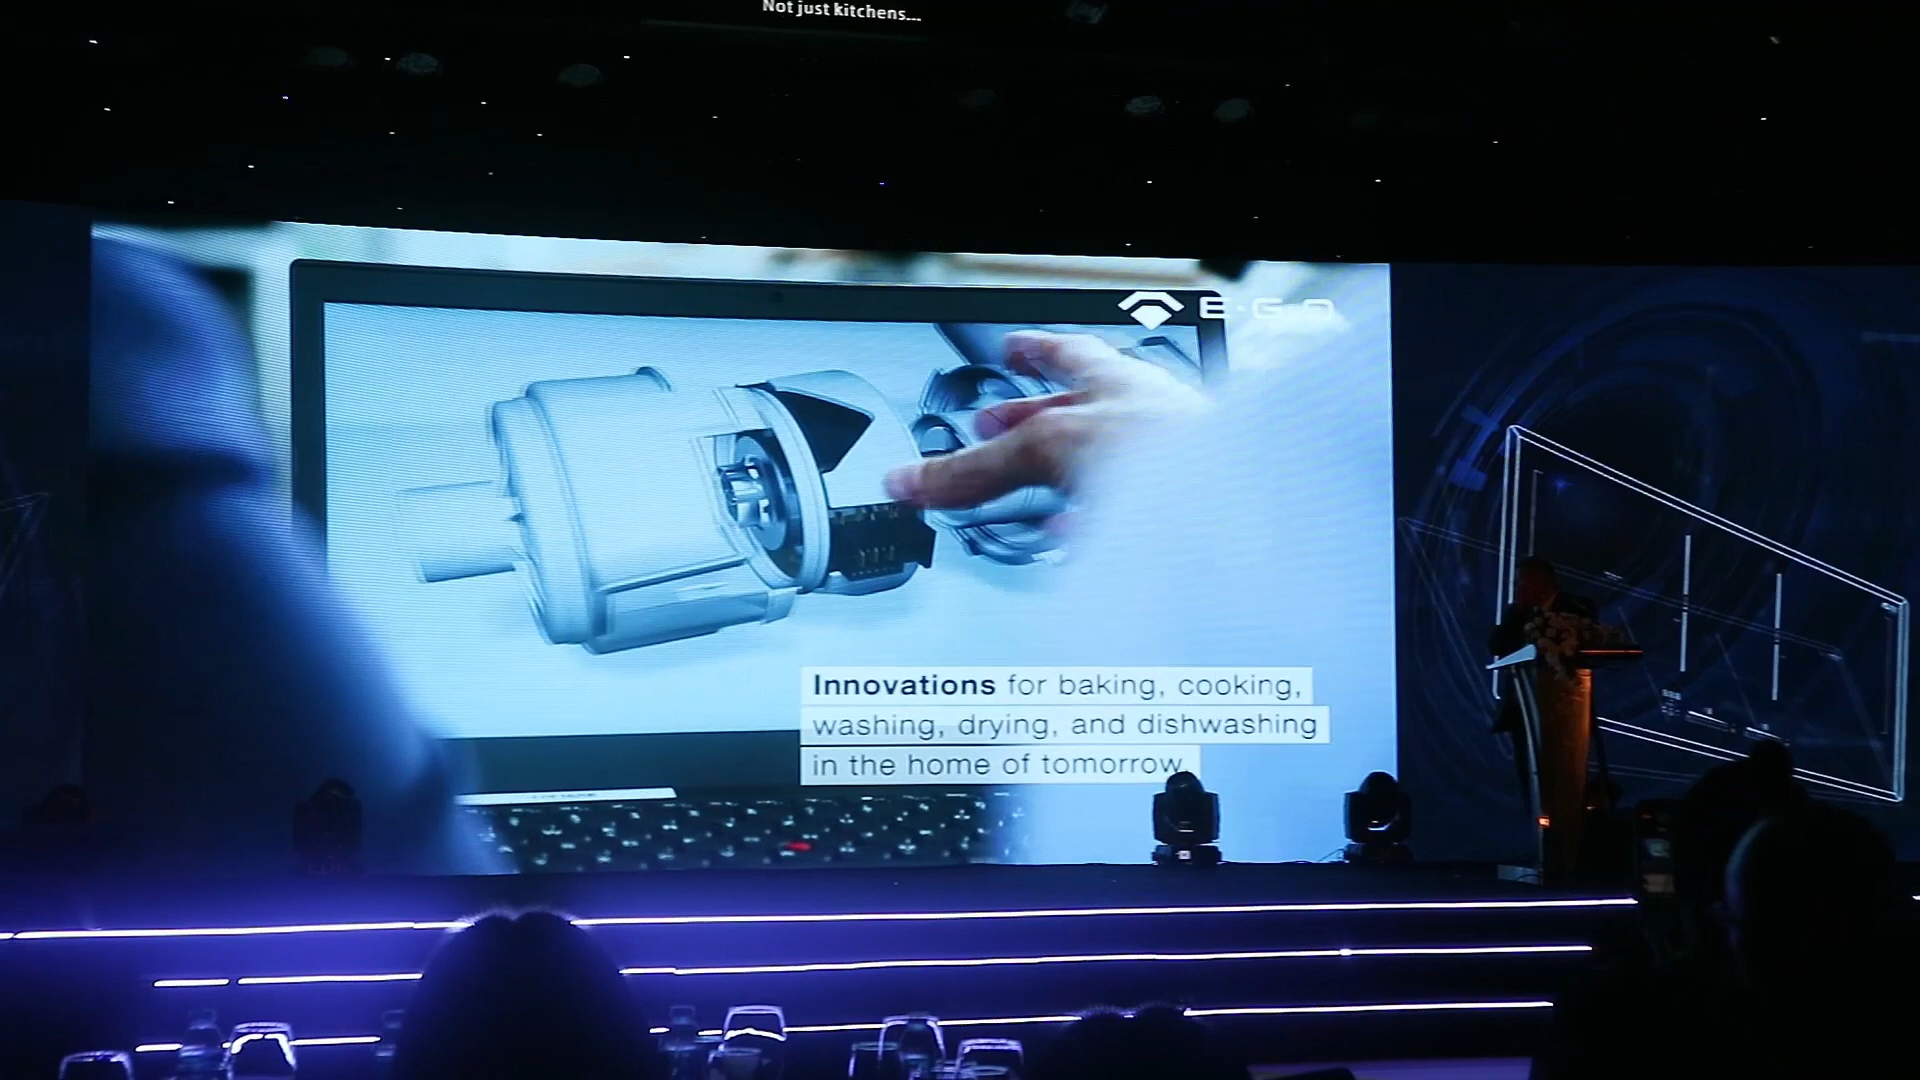 Not just kitchens...
E.G.O
Innovations for baking, cooking,
washing, drying, and dishwashing
in the home of tomorrow.